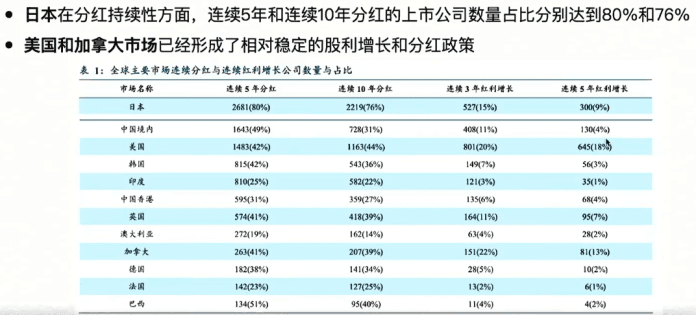 日本在分红持续性方面，连续5年和连续10年分红的上市公司数量占比分别达到80%和76%
美国和加拿大市场已经形成了相对稳定的股利增长和分红政策
表 1：全球主要市场连续分红与连续红利增长公司数量与占比
市场名称 连续 5 年分红 连续 10 年分红 连续 3 年红利增长 连续 5 年红利增长
日本 2681(80%) 2219(76%) 527(15%) 300(9%)
中国境内 1643(49%) 728(31%) 408(11%) 130(4%)
美国 1483(42%) 1163(44%) 801(20%) 645(18%)
韩国 815(42%) 543(36%) 149(7%) 56(3%)
印度 810(25%) 582(22%) 121(3%) 35(1%)
中国香港 595(31%) 359(27%) 135(6%) 68(4%)
英国 574(41%) 418(39%) 164(11%) 95(7%)
澳大利亚 272(19%) 162(14%) 63(4%) 28(2%)
加拿大 263(41%) 207(39%) 151(22%) 81(13%)
德国 182(38%) 141(34%) 28(5%) 10(2%)
法国 142(23%) 127(25%) 13(2%) 6(1%)
巴西 134(51%) 95(40%) 11(4%) 4(2%)